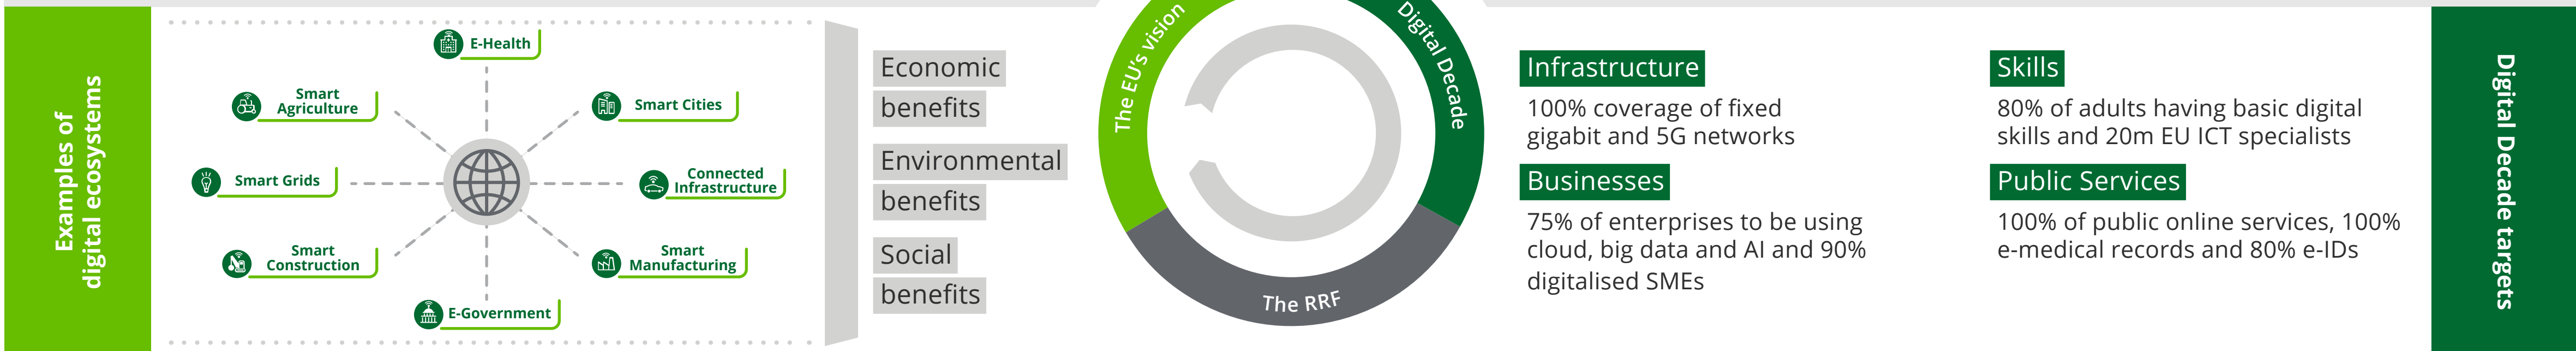 Examples of
digital ecosystems
E-Health
Smart
Agriculture
Smart Cities
Smart Grids
Connected
Infrastructure
Smart
Construction
Smart
Manufacturing
E-Government
Economic
benefits
Environmental
benefits
Social
benefits
The EU's vision
Digital Decade
The RRF
Infrastructure
100% coverage of fixed
gigabit and 5G networks
Businesses
75% of enterprises to be using
cloud, big data and AI and 90%
digitalised SMEs
Skills
80% of adults having basic digital
skills and 20m EU ICT specialists
Public Services
100% of public online services, 100%
e-medical records and 80% e-IDs
Digital Decade targets